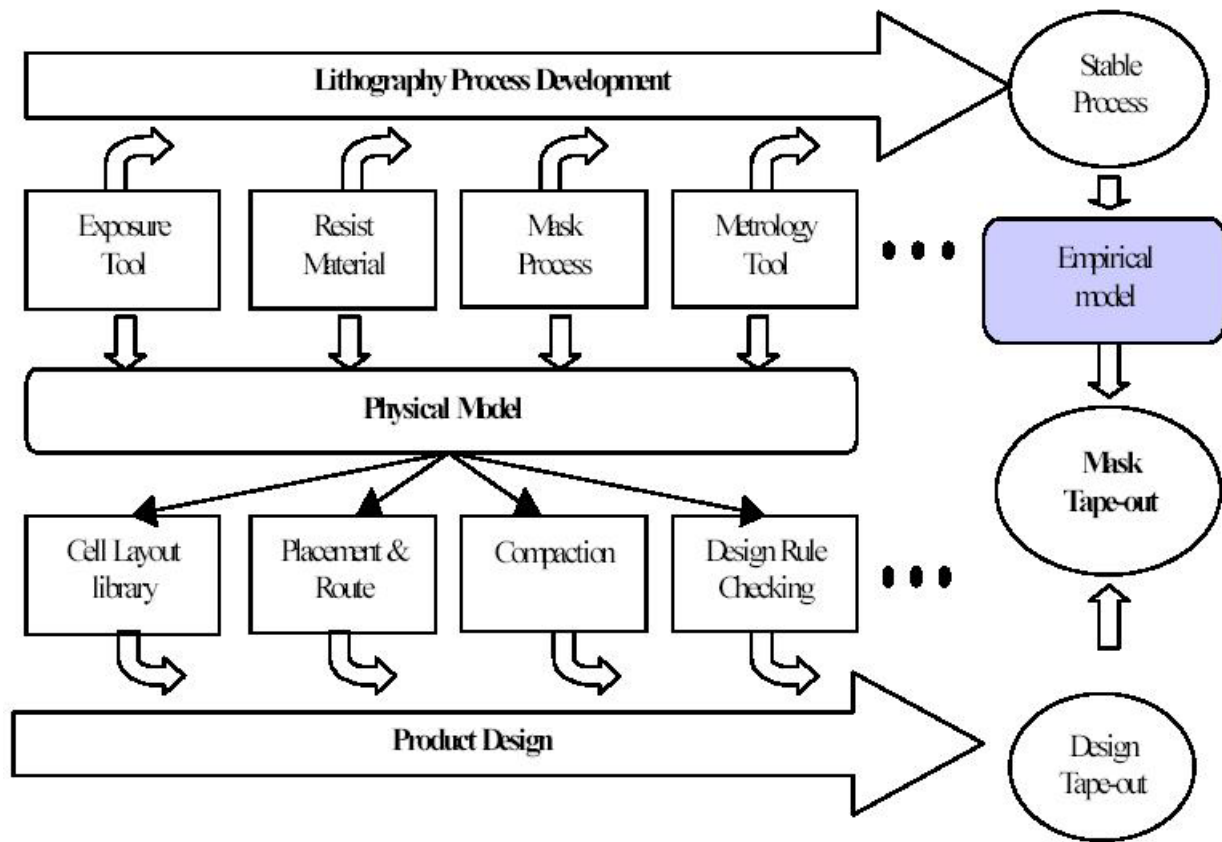 Lithography Process Development
Stable
Process
Exposure
Tool
Resist
Material
Mask
Process
Metrology
Tool
Empirical
model
Physical Model
Mask
Tape-out
Cell Layout
library
Placement &
Route
Compaction
Design Rule
Checking
Product Design
Design
Tape-out